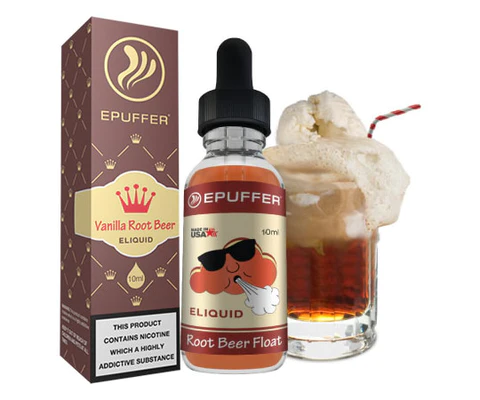 EPUFFER®
Vanilla Root Beer
ELIQUID
10ml
THIS PRODUCT
CONTAINS NICOTINE
WHICH A HIGHLY
ADDICTIVE SUBSTANCE
EPUFFER®
MADE IN
USA
10ml
ELIQUID
Root Beer Float